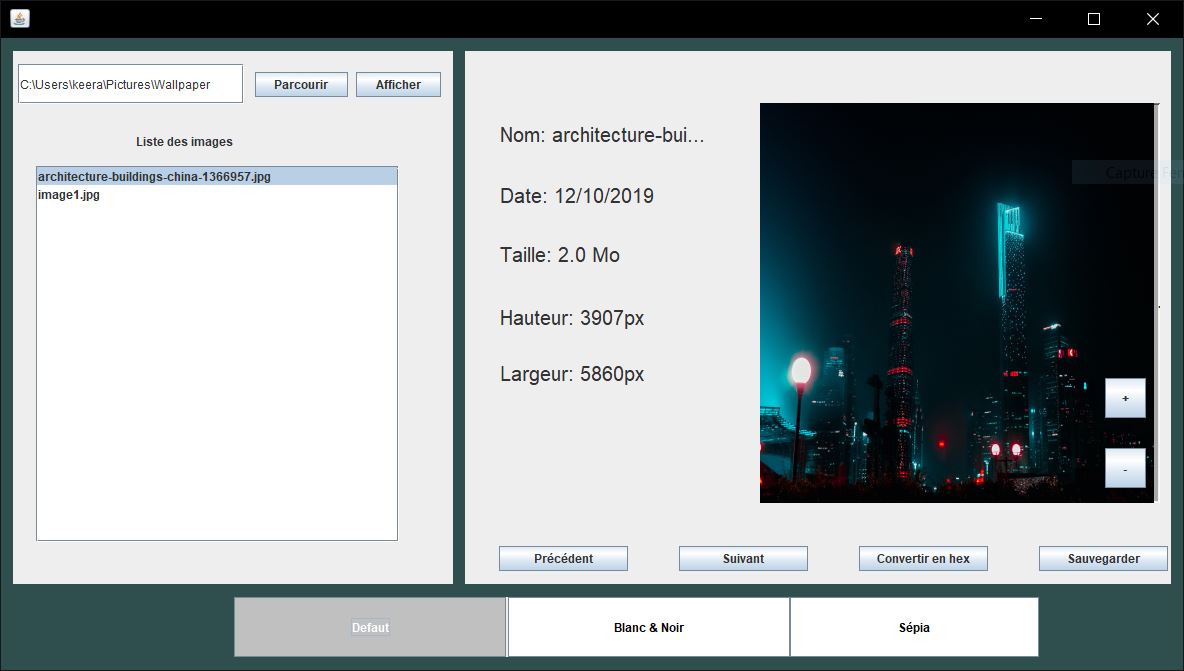 C:\Users\keera\Pictures\Wallpaper
Parcourir
Afficher
Liste des images
architecture-buildings-china-1366957.jpg
image1.jpg
Nom: architecture-bui...
Date: 12/10/2019
Taille: 2.0 Mo
Hauteur: 3907px
Largeur: 5860px
Capture Fen
+
-
Précédent
Suivant
Convertir en hex
Sauvegarder
Defaut
Blanc & Noir
Sépia